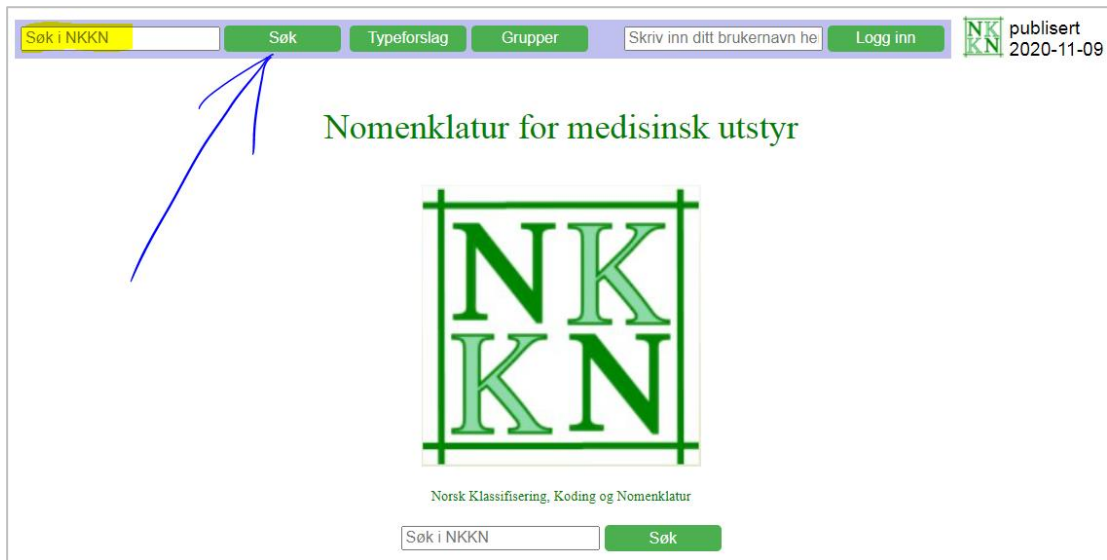 Søk i NKKN Søk Typeforslag Grupper Skriv inn ditt brukernavn he Logg inn NK KN publisert 2020-11-09
Nomenklatur for medisinsk utstyr
NK
KN
Norsk Klassifisering, Koding og Nomenklatur
Søk i NKKN Søk